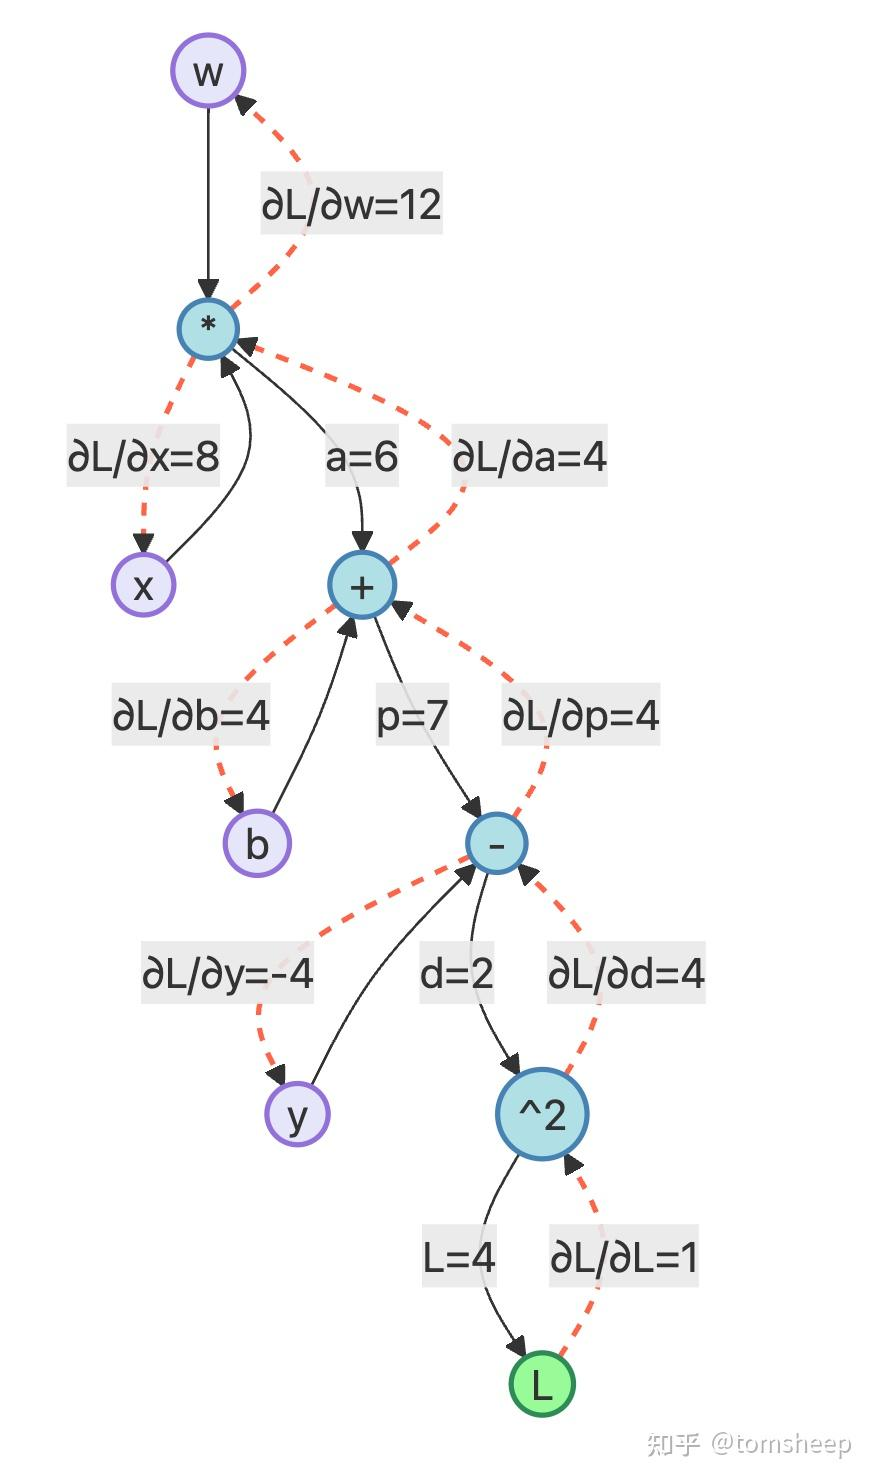 w
∂L/∂w=12
*
∂L/∂x=8
a=6
∂L/∂a=4
x
+
∂L/∂b=4
p=7
∂L/∂p=4
b
-
∂L/∂y=-4
d=2
∂L/∂d=4
y
^2
L=4
∂L/∂L=1
L
知乎 @tomsheep